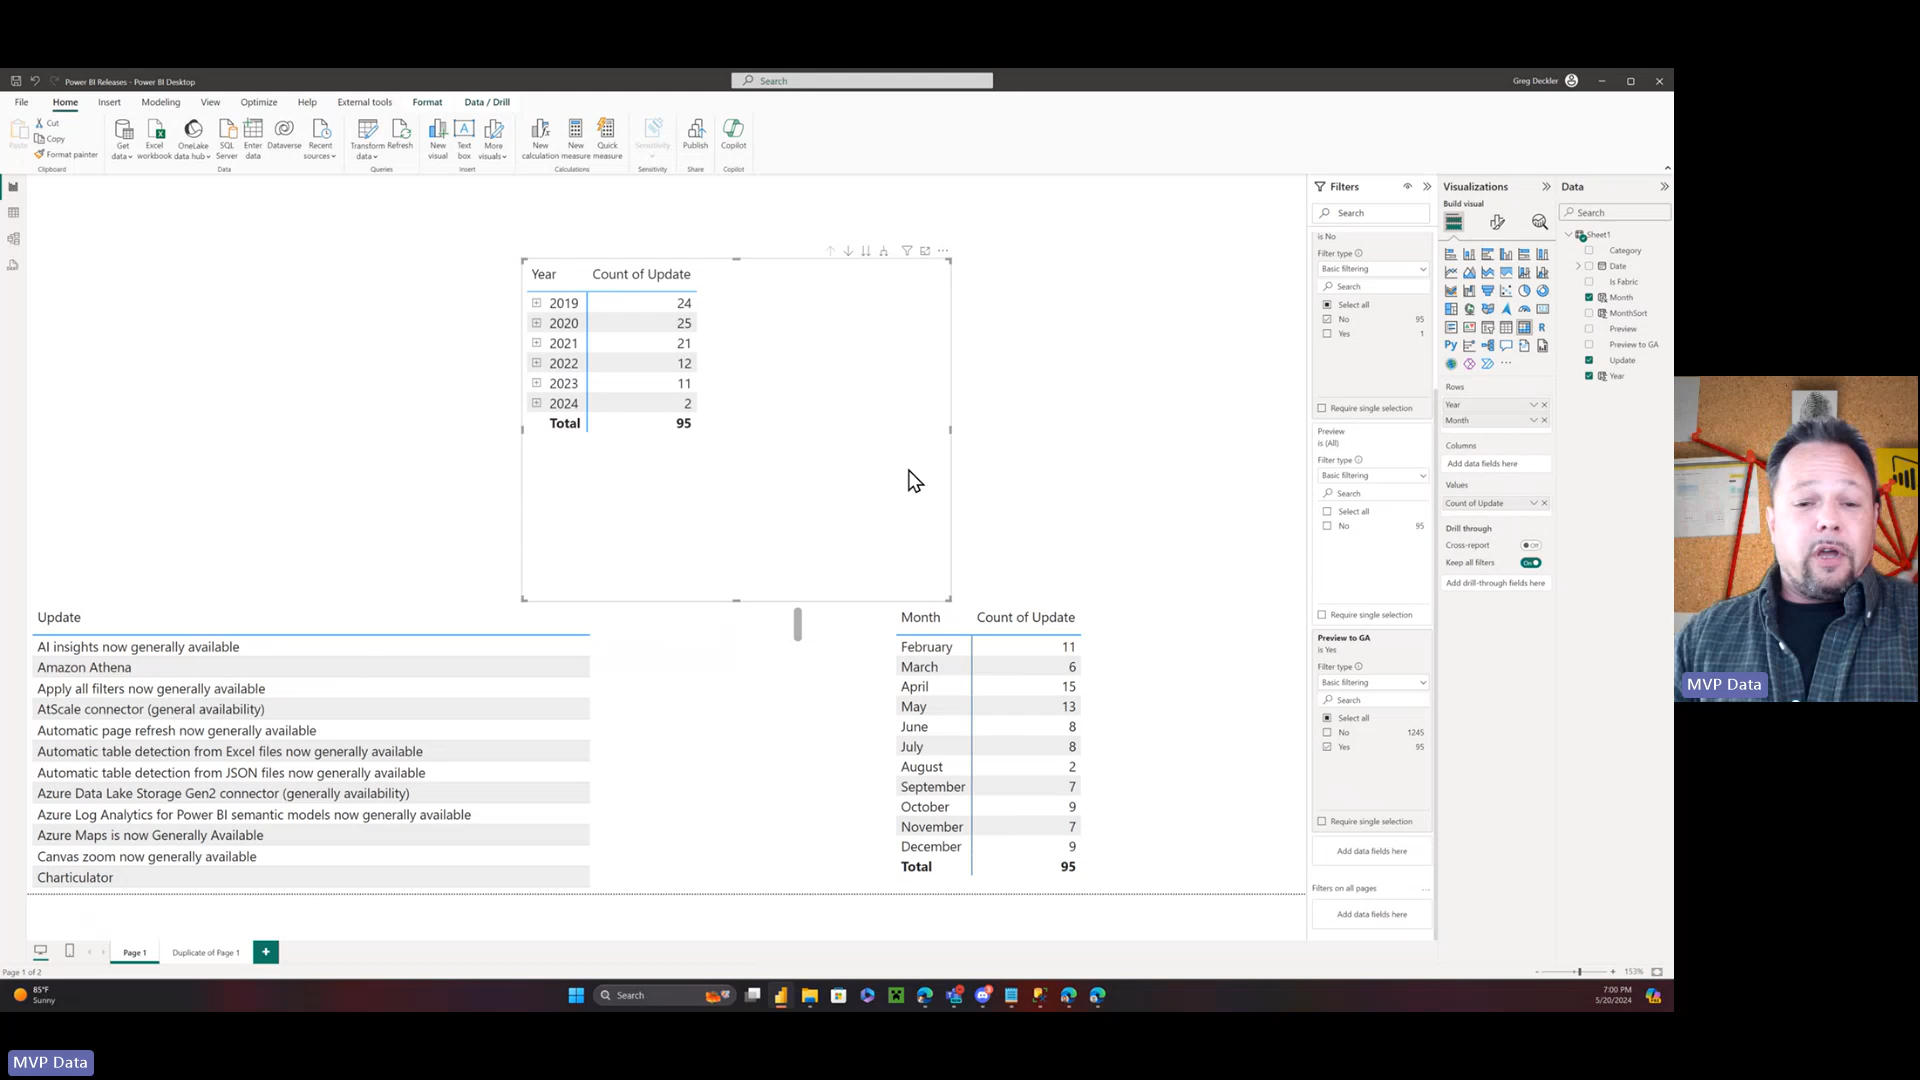 Power BI Releases - Power BI Desktop
Search
Greg Deckler
File Home Insert Modeling View Optimize Help External tools Format Data / Drill
Paste
Cut
Copy
Format painter
Clipboard
Get data
Excel workbook
OneLake data hub
SQL Server
Enter data
Dataverse
Recent sources
Data
Transform data
Refresh
Queries
New visual
Text box
More visuals
Insert
New calculation
New measure
Quick measure
Calculations
Sensitivity
Sensitivity
Publish
Share
Copilot
Copilot
Year Count of Update
2019 24
2020 25
2021 21
2022 12
2023 11
2024 2
Total 95
Update
AI insights now generally available
Amazon Athena
Apply all filters now generally available
AtScale connector (general availability)
Automatic page refresh now generally available
Automatic table detection from Excel files now generally available
Automatic table detection from JSON files now generally available
Azure Data Lake Storage Gen2 connector (generally availability)
Azure Log Analytics for Power BI semantic models now generally available
Azure Maps is now Generally Available
Canvas zoom now generally available
Charticulator
Month Count of Update
February 11
March 6
April 15
May 13
June 8
July 8
August 2
September 7
October 9
November 7
December 9
Total 95
Filters
Search
is No
Filter type
Basic filtering
Search
Select all
No 95
Yes 1
Require single selection
Preview
is (All)
Filter type
Basic filtering
Search
Select all
No 95
Require single selection
Preview to GA
is Yes
Filter type
Basic filtering
Search
Select all
No 1245
Yes 95
Require single selection
Add data fields here
Filters on all pages ...
Add data fields here
Visualizations
Build visual
R
Py
Rows
Year
Month
Columns
Add data fields here
Values
Count of Update
Drill through
Cross-report Off
Keep all filters On
Add drill-through fields here
Data
Search
Sheet1
Category
Date
Is Fabric
Month
MonthSort
Preview
Preview to GA
Update
Year
Page 1 Duplicate of Page 1 +
Page 1 of 2
153%
85°F
Sunny
Search
7:00 PM
5/20/2024
MVP Data
MVP Data